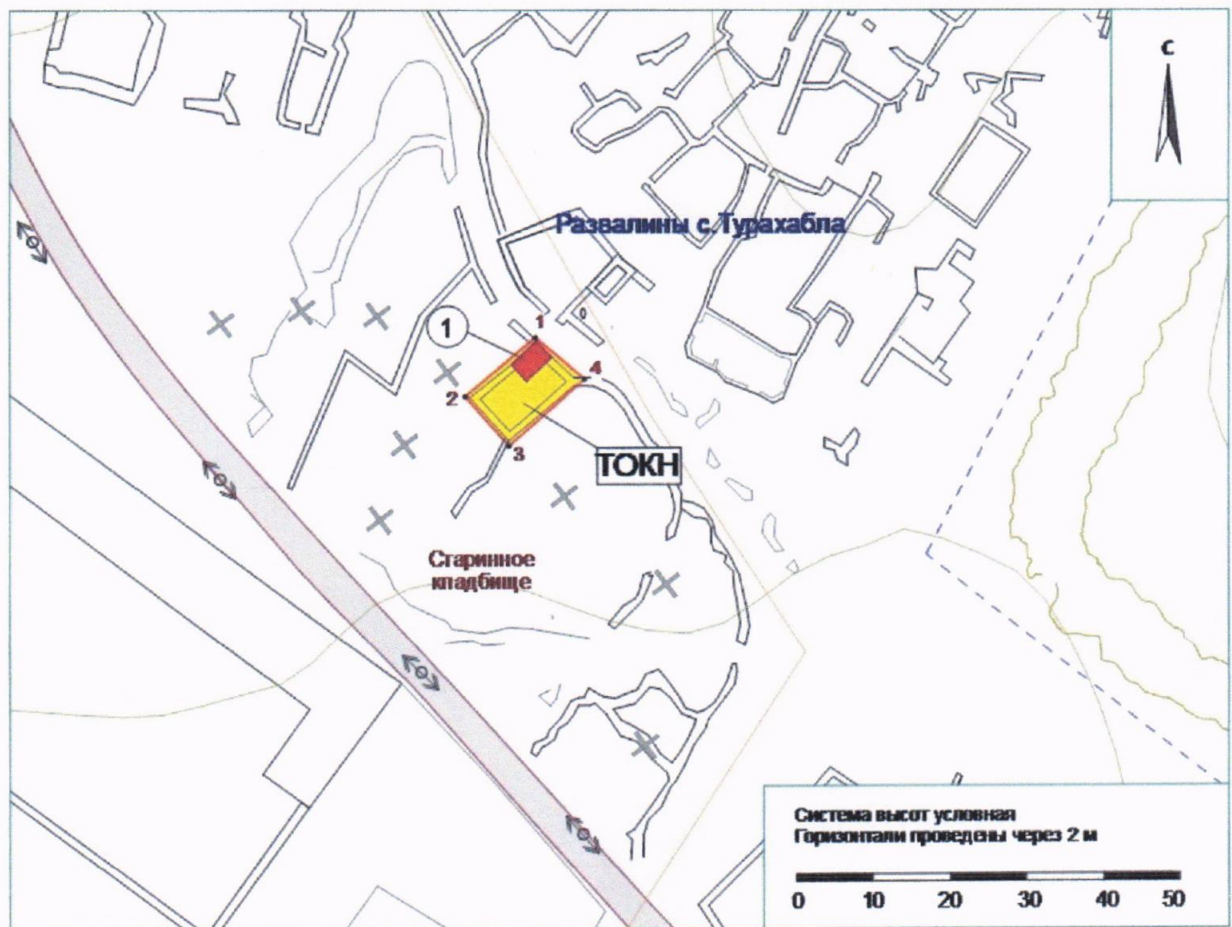 С
Развалины с.Турахабла
1
1
4
2
3
ТОКН
Старинное
кладбище
Система высот условная
Горизонтали проведены через 2 м
0 10 20 30 40 50